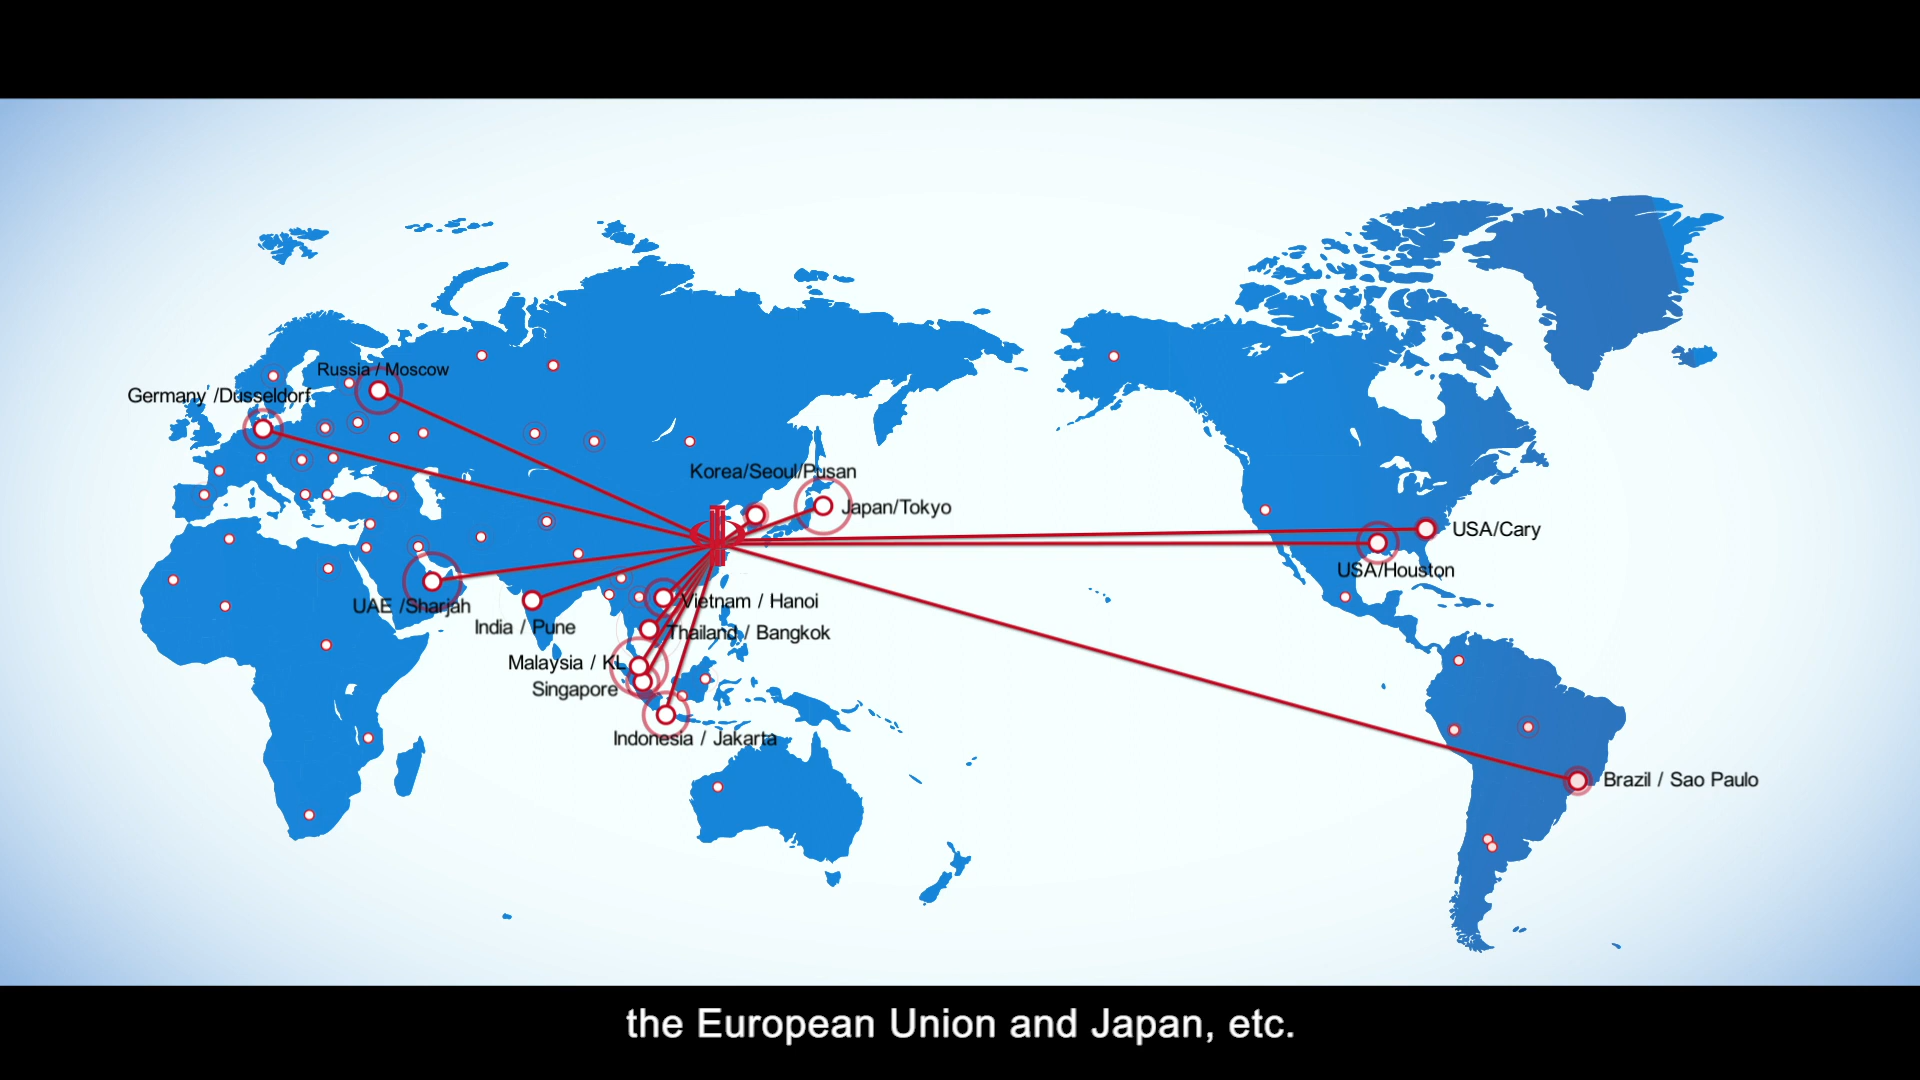 Russia / Moscow
Germany /Dusseldorf
Korea/Seoul/Pusan
Japan/Tokyo
USA/Cary
USA/Houston
UAE /Sharjah
Vietnam / Hanoi
India / Pune
Thailand / Bangkok
Malaysia / KL
Singapore
Indonesia / Jakarta
Brazil / Sao Paulo
the European Union and Japan, etc.